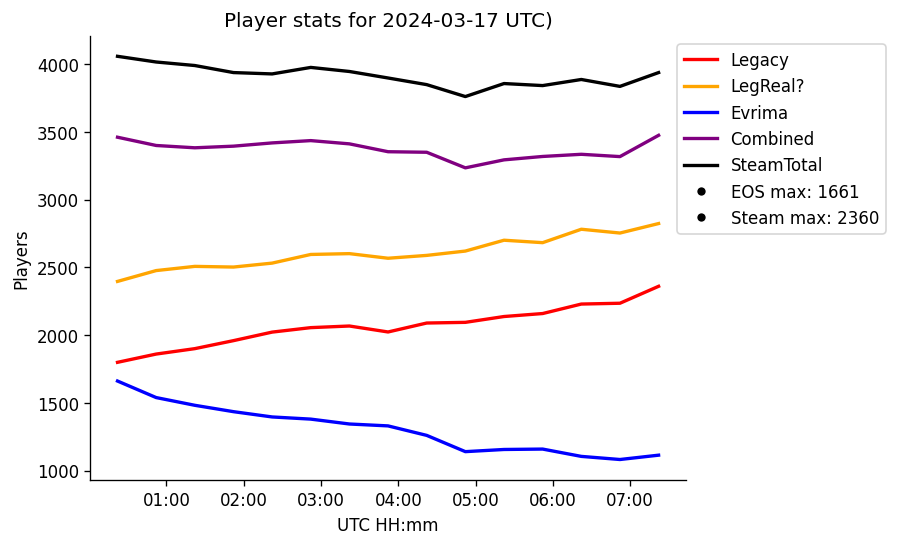 Player stats for 2024-03-17 UTC)
4000
3500
3000
2500
2000
1500
1000
Players
01:00 02:00 03:00 04:00 05:00 06:00 07:00
UTC HH:mm
Legacy
LegReal?
Evrima
Combined
SteamTotal
EOS max: 1661
Steam max: 2360